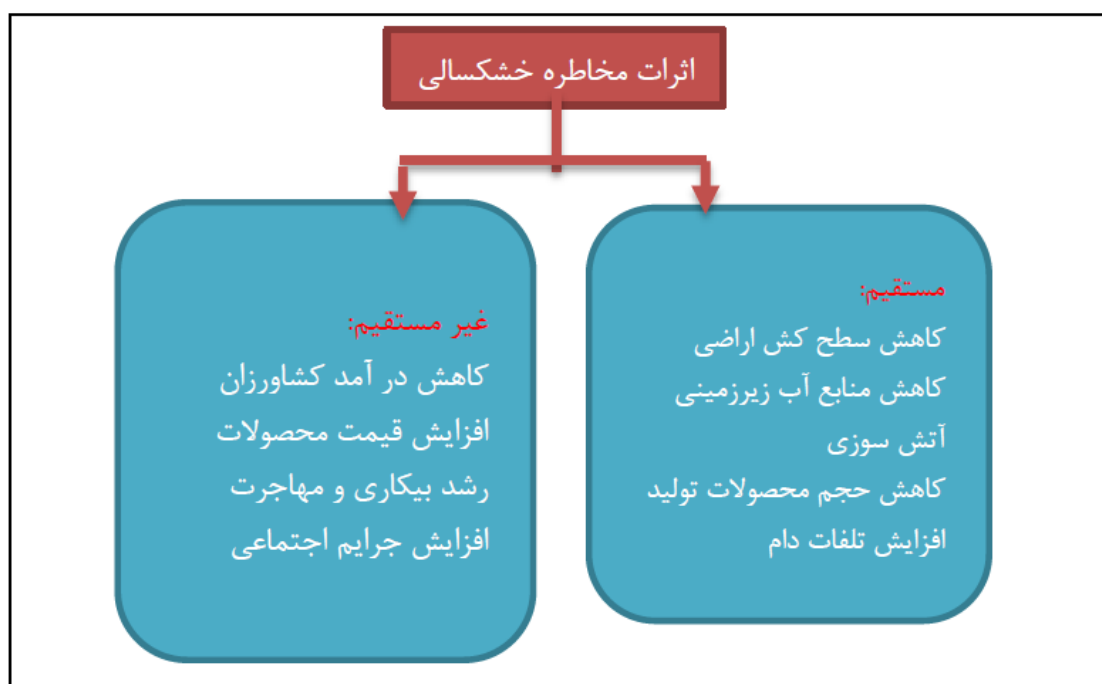 اثرات مخاطره خشکسالی
مستقیم:
کاهش سطح کش اراضی
کاهش منابع آب زیرزمینی
آتش سوزی
کاهش حجم محصولات تولید
افزایش تلفات دام
غیر مستقیم:
کاهش در آمد کشاورزان
افزایش قیمت محصولات
رشد بیکاری و مهاجرت
افزایش جرایم اجتماعی